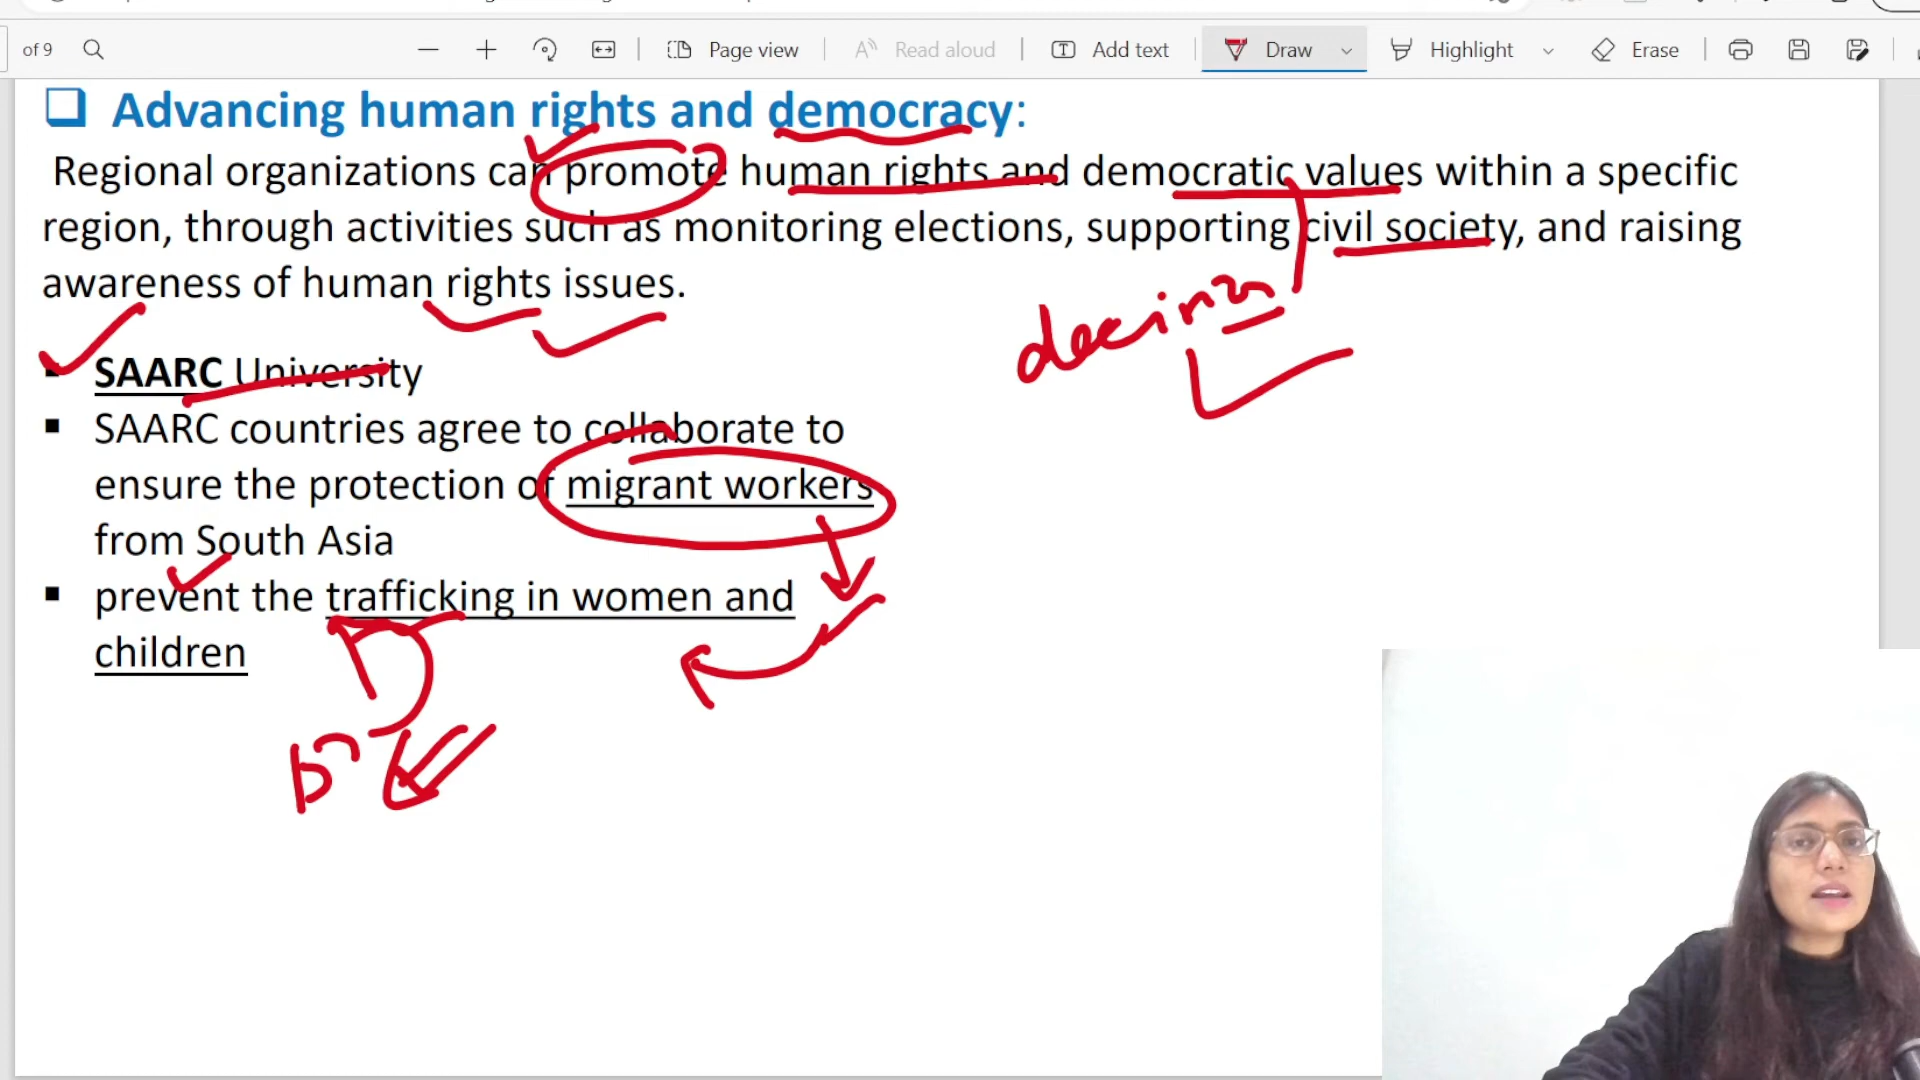 of 9
Page view
Read aloud
Add text
Draw
Highlight
Erase
Advancing human rights and democracy:
Regional organizations can promote human rights and democratic values within a specific
region, through activities such as monitoring elections, supporting civil society, and raising
awareness of human rights issues.
SAARC University
SAARC countries agree to collaborate to
ensure the protection of migrant workers
from South Asia
prevent the trafficking in women and
children